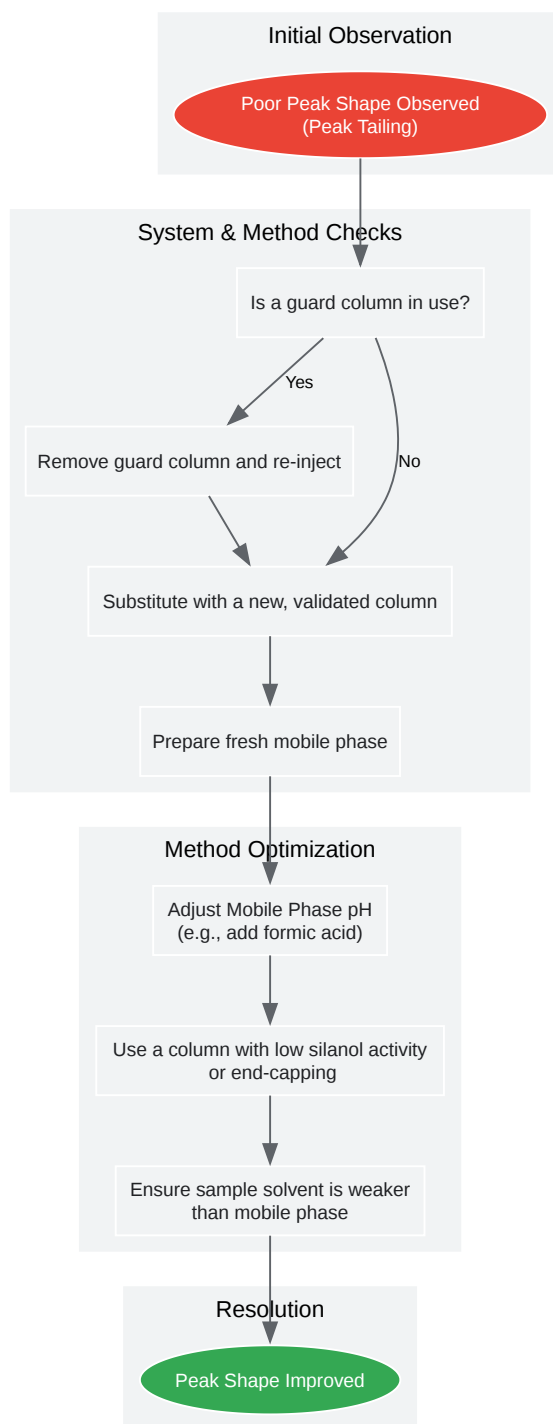 Initial Observation
Poor Peak Shape Observed
(Peak Tailing)
System & Method Checks
Is a guard column in use?
Yes
Remove guard column and re-inject
No
Substitute with a new, validated column
Prepare fresh mobile phase
Method Optimization
Adjust Mobile Phase pH
(e.g., add formic acid)
Use a column with low silanol activity
or end-capping
Ensure sample solvent is weaker
than mobile phase
Resolution
Peak Shape Improved